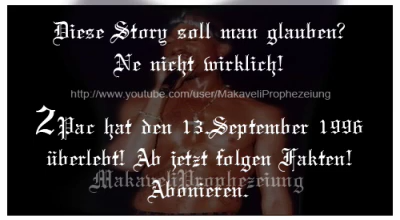 Diese Story soll man glauben?
Ne nicht wirklich!
http://www.youtube.com/user/MakaveliProphezeiung
2Pac hat den 13.September 1996
überlebt! Ab jetzt folgen Fakten!
MakaveliProphezeiung
Abonieren.